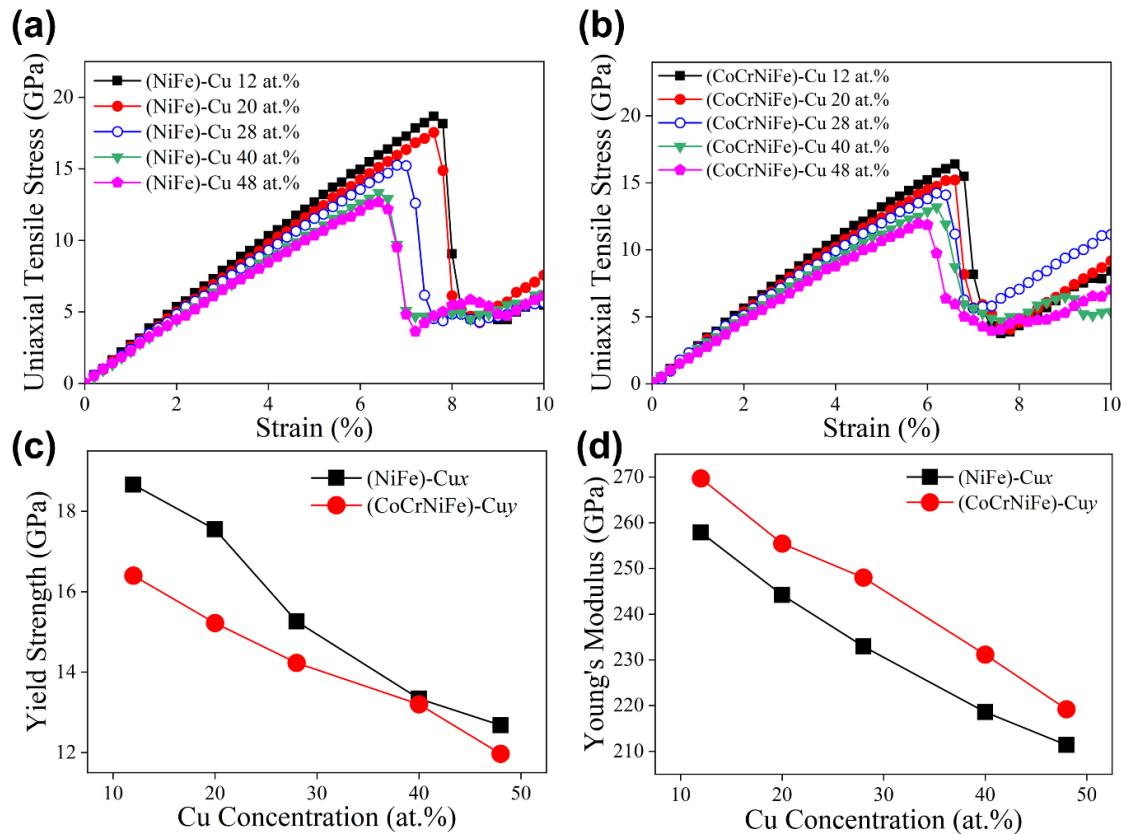 (a)
Uniaxial Tensile Stress (GPa)
20
15
10
5
0
(NiFe)-Cu 12 at.%
(NiFe)-Cu 20 at.%
(NiFe)-Cu 28 at.%
(NiFe)-Cu 40 at.%
(NiFe)-Cu 48 at.%
0 2 4 6 8 10
Strain (%)
(b)
Uniaxial Tensile Stress (GPa)
20
15
10
5
0
(CoCrNiFe)-Cu 12 at.%
(CoCrNiFe)-Cu 20 at.%
(CoCrNiFe)-Cu 28 at.%
(CoCrNiFe)-Cu 40 at.%
(CoCrNiFe)-Cu 48 at.%
0 2 4 6 8 10
Strain (%)
(c)
Yield Strength (GPa)
18
16
14
12
(NiFe)-Cux
(CoCrNiFe)-Cuy
10 20 30 40 50
Cu Concentration (at.%)
(d)
Young's Modulus (GPa)
270
260
250
240
230
220
210
(NiFe)-Cux
(CoCrNiFe)-Cuy
10 20 30 40 50
Cu Concentration (at.%)